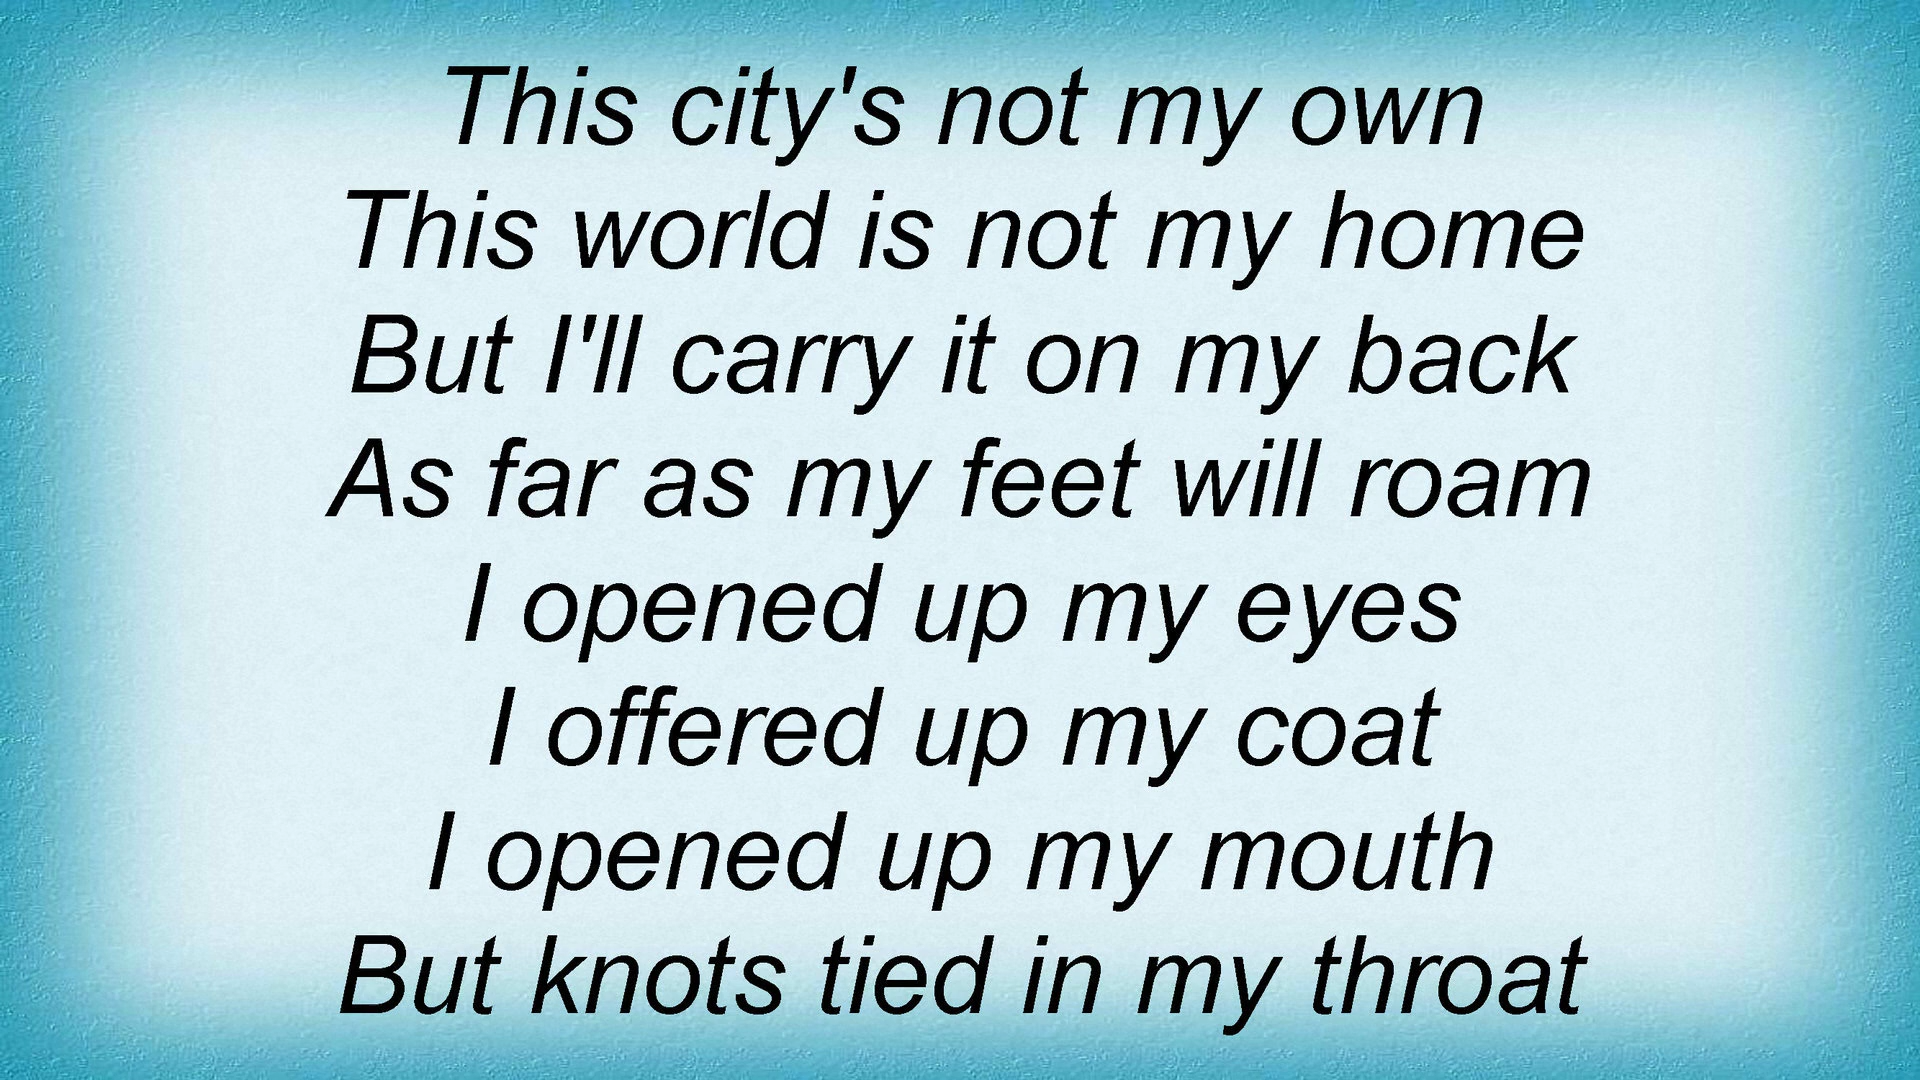 This city's not my own
This world is not my home
But I'll carry it on my back
As far as my feet will roam
I opened up my eyes
I offered up my coat
I opened up my mouth
But knots tied in my throat